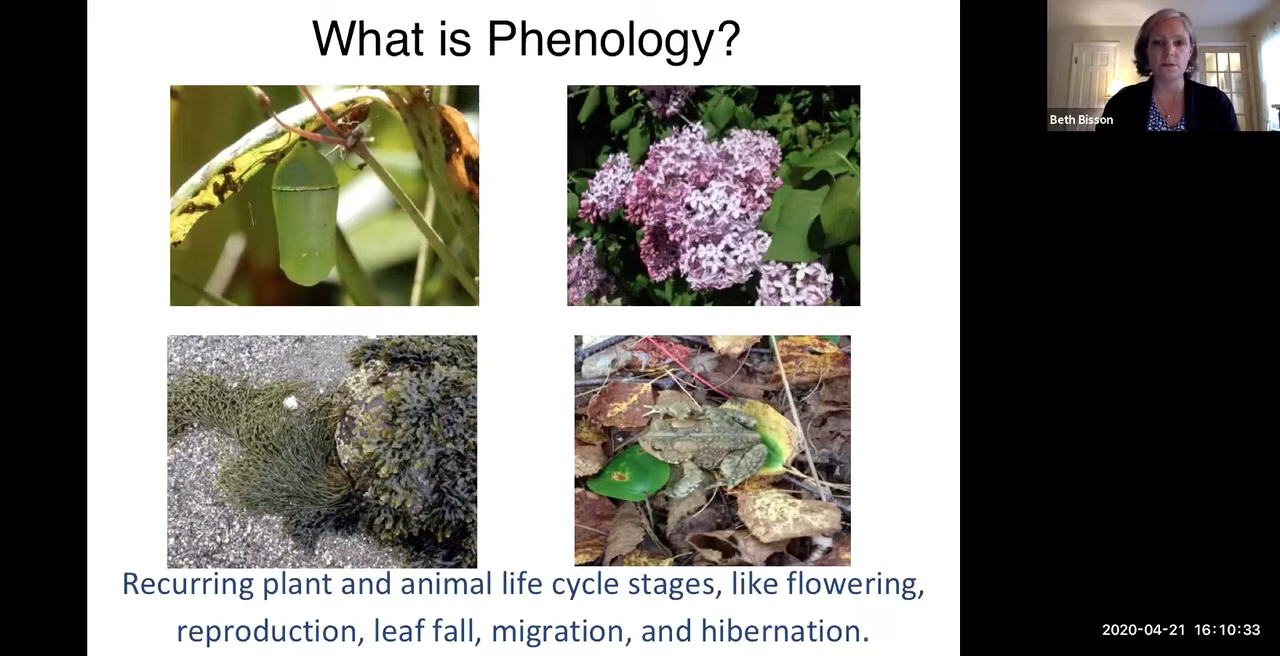 What is Phenology?
Beth Bisson
Recurring plant and animal life cycle stages, like flowering,
reproduction, leaf fall, migration, and hibernation.
2020-04-21 16:10:33